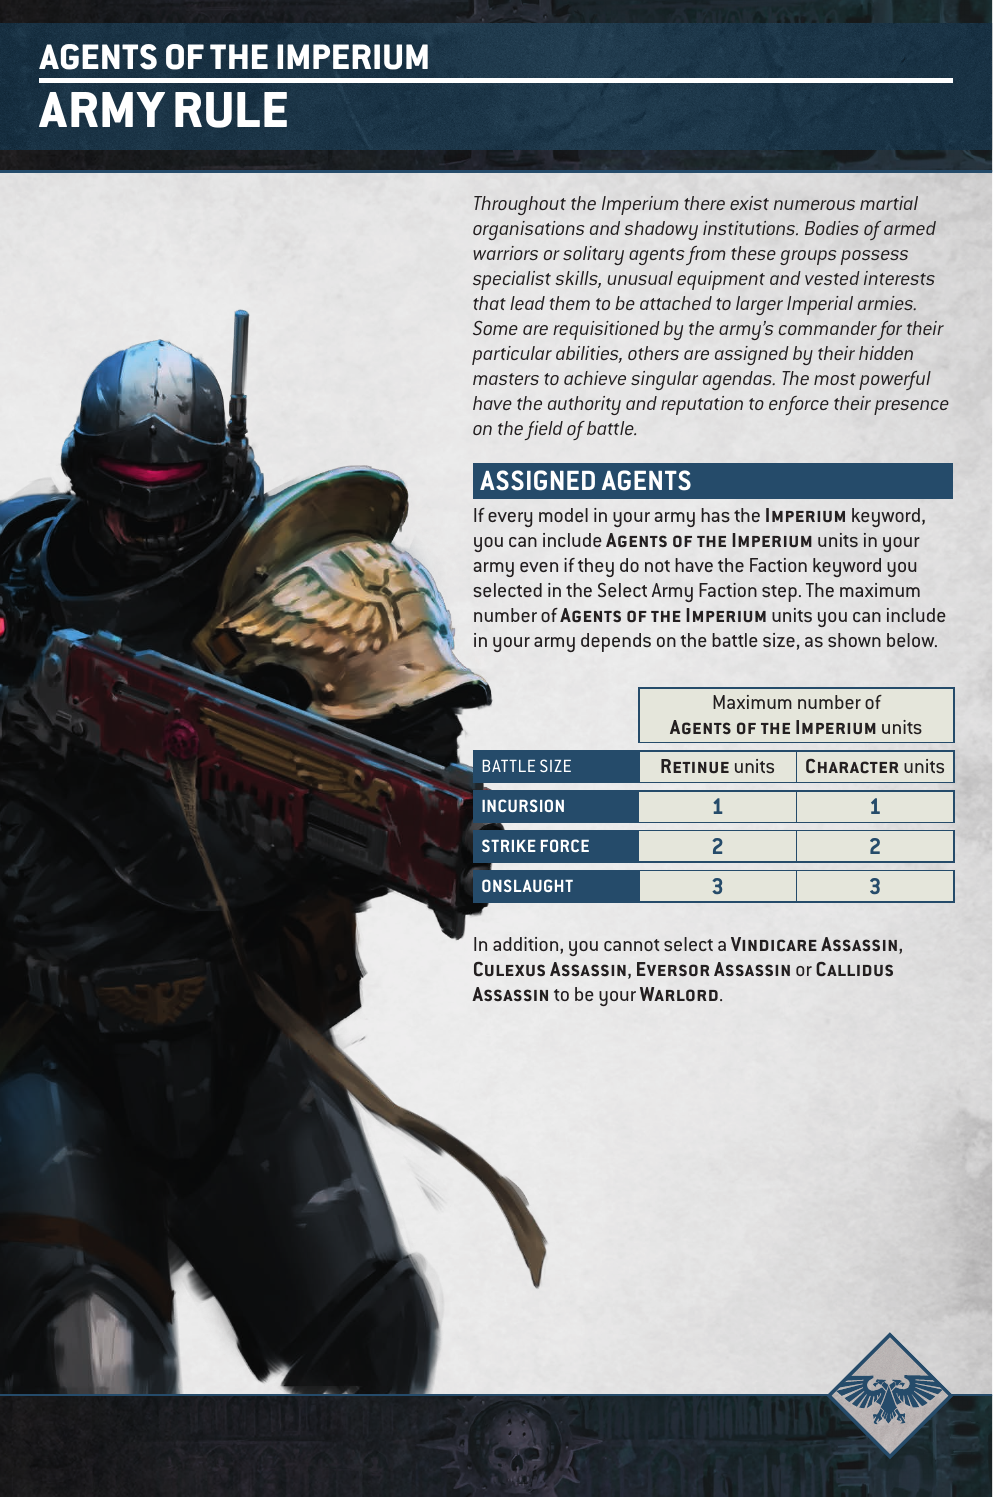 AGENTS OF THE IMPERIUM
ARMY RULE
Throughout the Imperium there exist numerous martial
organisations and shadowy institutions. Bodies of armed
warriors or solitary agents from these groups possess
specialist skills, unusual equipment and vested interests
that lead them to be attached to larger Imperial armies.
Some are requisitioned by the army's commander for their
particular abilities, others are assigned by their hidden
masters to achieve singular agendas. The most powerful
have the authority and reputation to enforce their presence
on the field of battle.
ASSIGNED AGENTS
If every model in your army has the IMPERIUM keyword,
you can include AGENTS OF THE IMPERIUM units in your
army even if they do not have the Faction keyword you
selected in the Select Army Faction step. The maximum
number of AGENTS OF THE IMPERIUM units you can include
in your army depends on the battle size, as shown below.
Maximum number of
AGENTS OF THE IMPERIUM units
BATTLE SIZE RETINUE units CHARACTER units
INCURSION 1 1
STRIKE FORCE 2 2
ONSLAUGHT 3 3
In addition, you cannot select a VINDICARE ASSASSIN,
CULEXUS ASSASSIN, EVERSOR ASSASSIN or CALLIDUS
ASSASSIN to be your WARLORD.